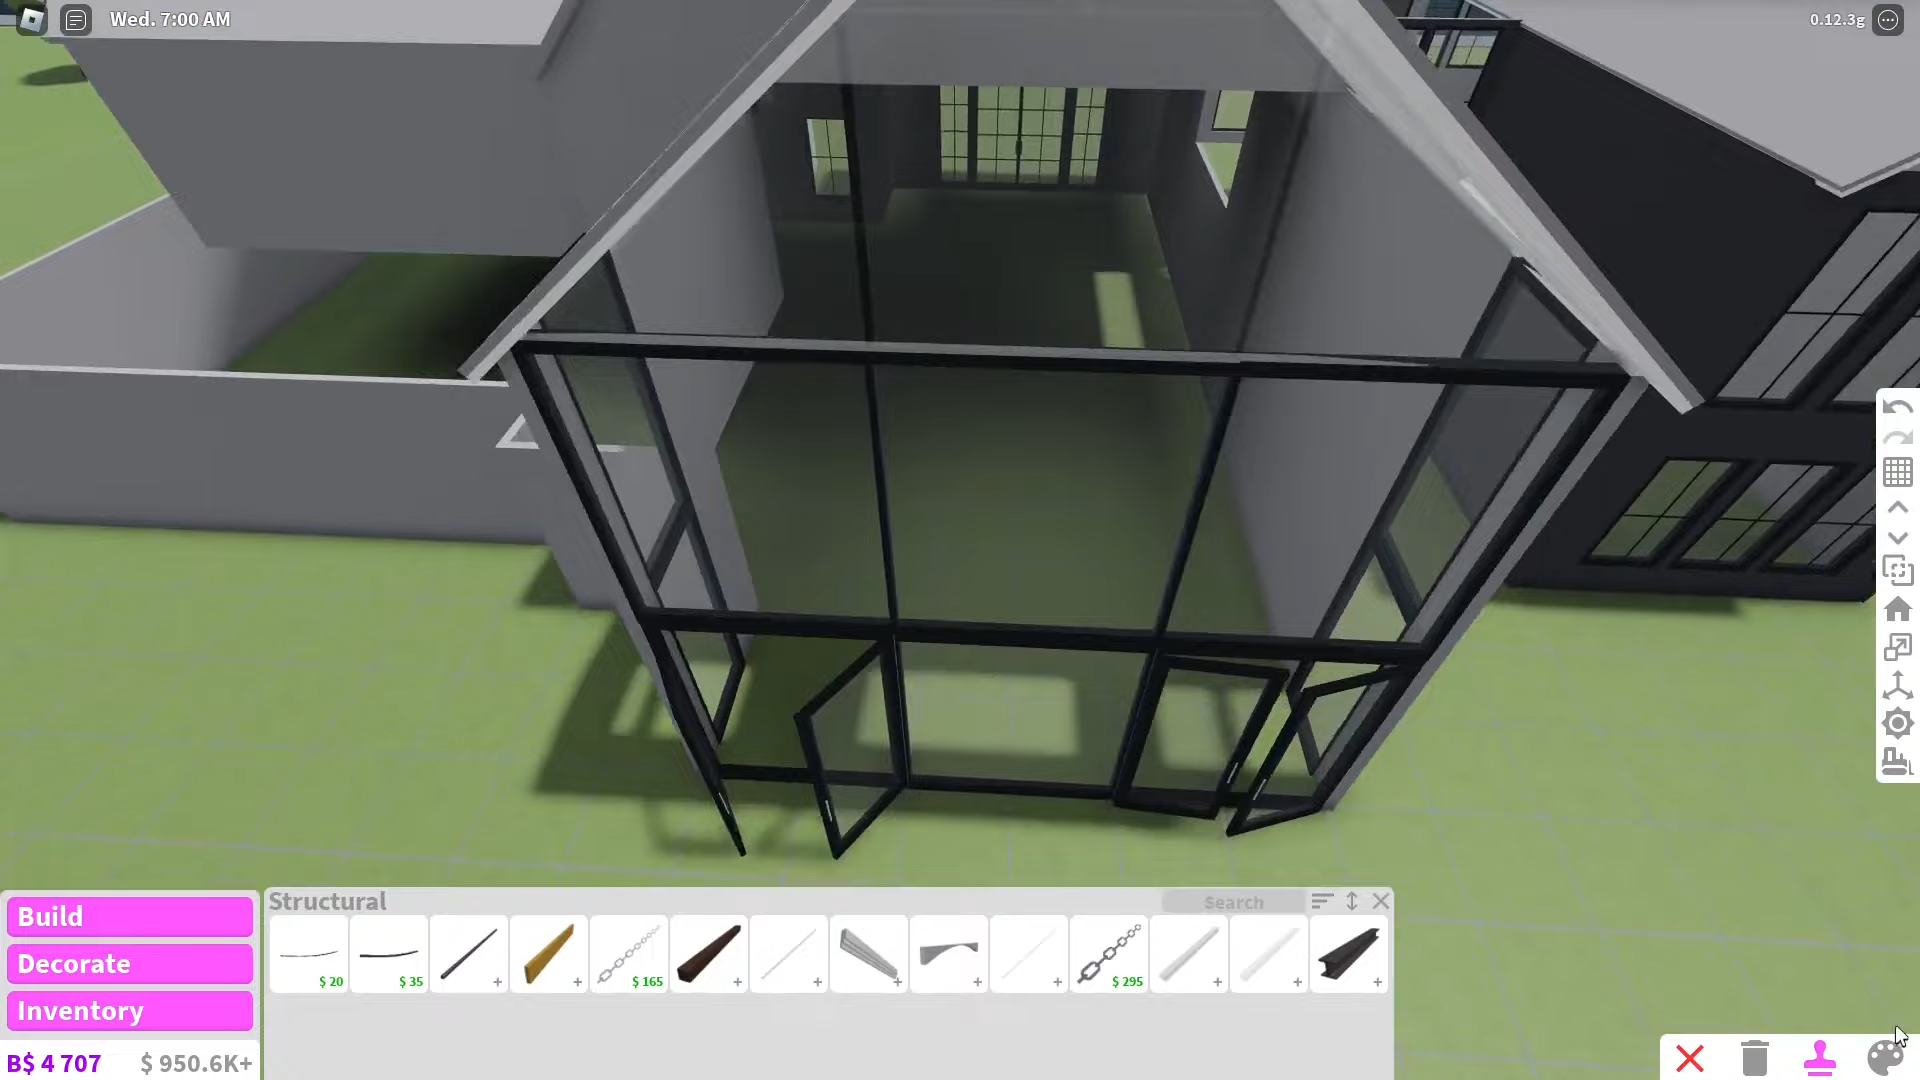 Wed. 7:00 AM
0.12.3g
Build
Decorate
Inventory
B$ 4 707
$ 950.6K+
Structural
Search
$ 20
$ 35
+
+
$ 165
+
+
+
+
+
$ 295
+
+
+